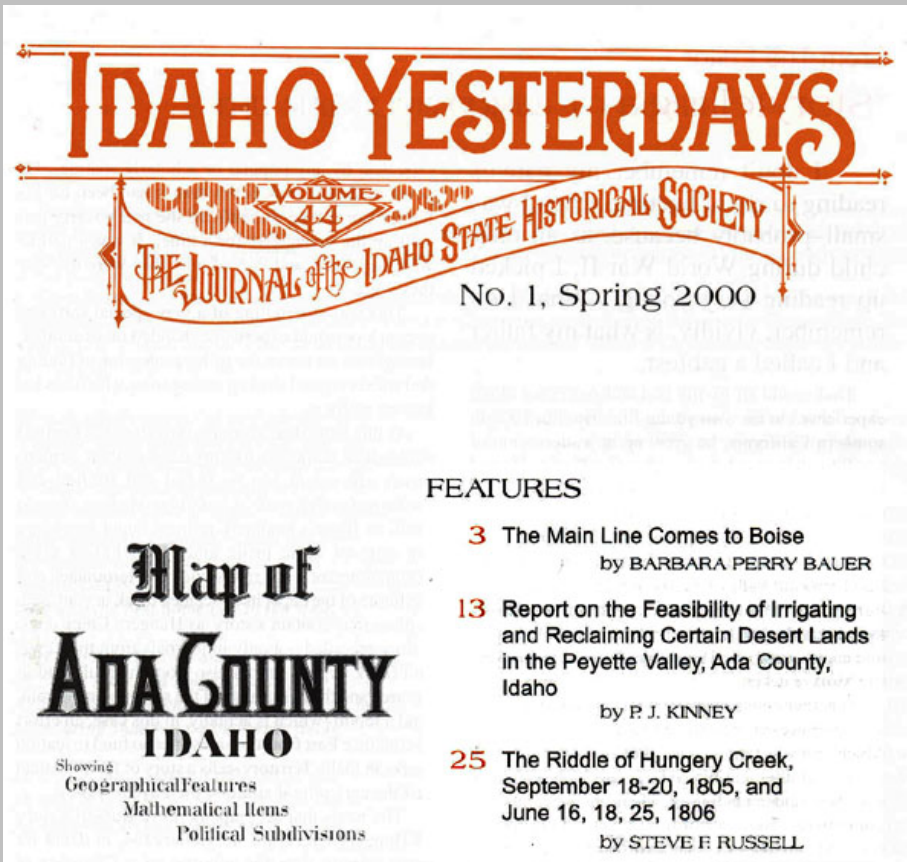 IDAHO YESTERDAYS
VOLUME
44
THE JOURNAL of the IDAHO STATE HISTORICAL SOCIETY
No. 1, Spring 2000
FEATURES
3 The Main Line Comes to Boise
by BARBARA PERRY BAUER
13 Report on the Feasibility of Irrigating
and Reclaiming Certain Desert Lands
in the Peyette Valley, Ada County,
Idaho
by P. J. KINNEY
25 The Riddle of Hungery Creek,
September 18-20, 1805, and
June 16, 18, 25, 1806
by STEVE F. RUSSELL
Map of
ADA COUNTY
IDAHO
Showing
Geographical Features
Mathematical Items
Political Subdivisions